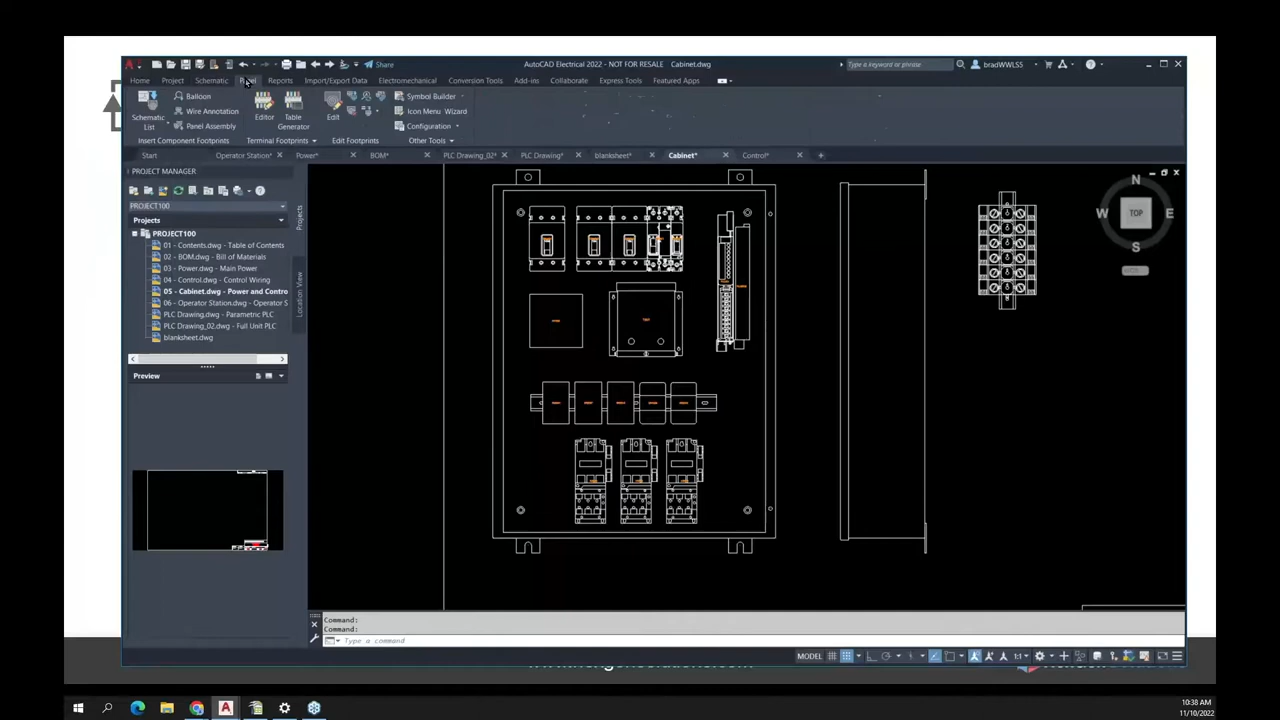 Share
AutoCAD Electrical 2022 - NOT FOR RESALE Cabinet.dwg
Type a keyword or phrase
bradWWLS5
Home Project Schematic Panel Reports Import/Export Data Electromechanical Conversion Tools Add-ins Collaborate Express Tools Featured Apps
Schematic List
Balloon
Wire Annotation
Panel Assembly
Editor
Table Generator
Edit
Symbol Builder
Icon Menu Wizard
Configuration
Insert Component Footprints Terminal Footprints Edit Footprints Other Tools
Start Operator Station* Power* BOM* PLC Drawing_02* PLC Drawing* blanksheet* Cabinet* Control*
PROJECT MANAGER
PROJECT100
Projects
PROJECT100
01 - Contents.dwg - Table of Contents
02 - BOM.dwg - Bill of Materials
03 - Power.dwg - Main Power
04 - Control.dwg - Control Wiring
05 - Cabinet.dwg - Power and Contro
06 - Operator Station.dwg - Operator S
PLC Drawing.dwg - Parametric PLC
PLC Drawing_02.dwg - Full Unit PLC
blanksheet.dwg
Projects
Location View
Preview
N
W TOP E
S
Command:
Command:
Type a command
MODEL
1:1
10:38 AM
11/10/2022